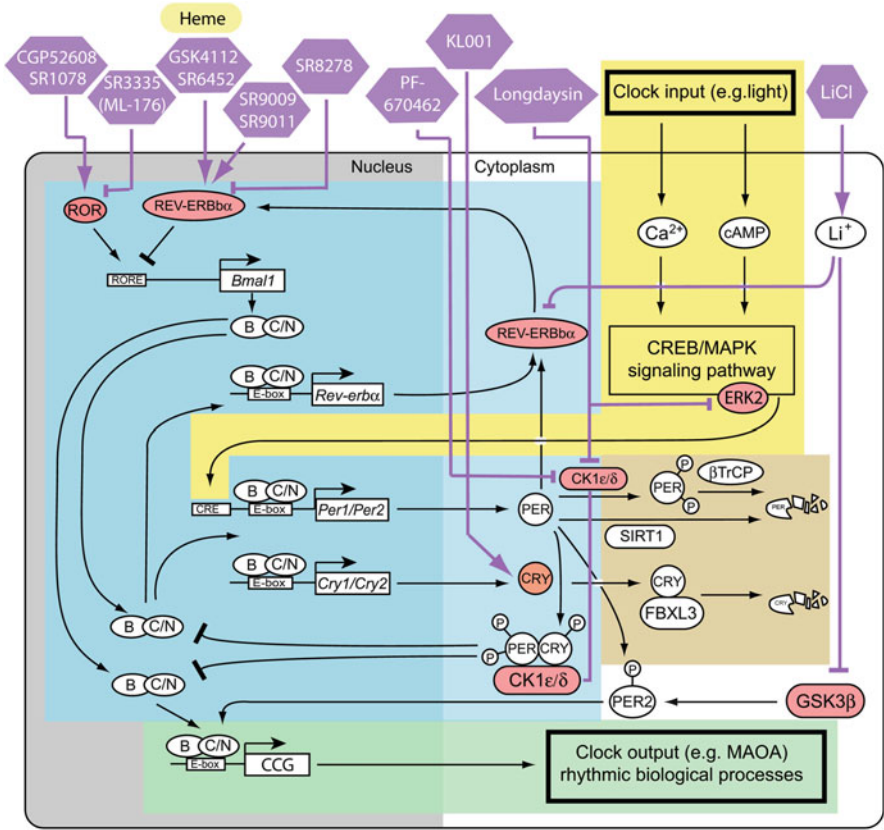 Heme
CGP52608
SR1078
SR3335
(ML-176)
GSK4112
SR6452
SR9009
SR9011
SR8278
PF-
670462
KL001
Longdaysin
Clock input (e.g.light)
LiCl
Nucleus
Cytoplasm
ROR
REV-ERBbα
RORE
Bmal1
B C/N
Ca2+
cAMP
Li+
REV-ERBbα
CREB/MAPK
signaling pathway
ERK2
B C/N
E-box
Rev-erbα
CRE
B C/N
E-box
Per1/Per2
PER
CK1ε/δ
PER
P
P
P
βTrCP
PER
SIRT1
B C/N
E-box
Cry1/Cry2
CRY
CRY
FBXL3
CRY
B C/N
P
P
P
PER CRY
CK1ε/δ
B C/N
P
PER2
GSK3β
B C/N
E-box
CCG
Clock output (e.g. MAOA)
rhythmic biological processes